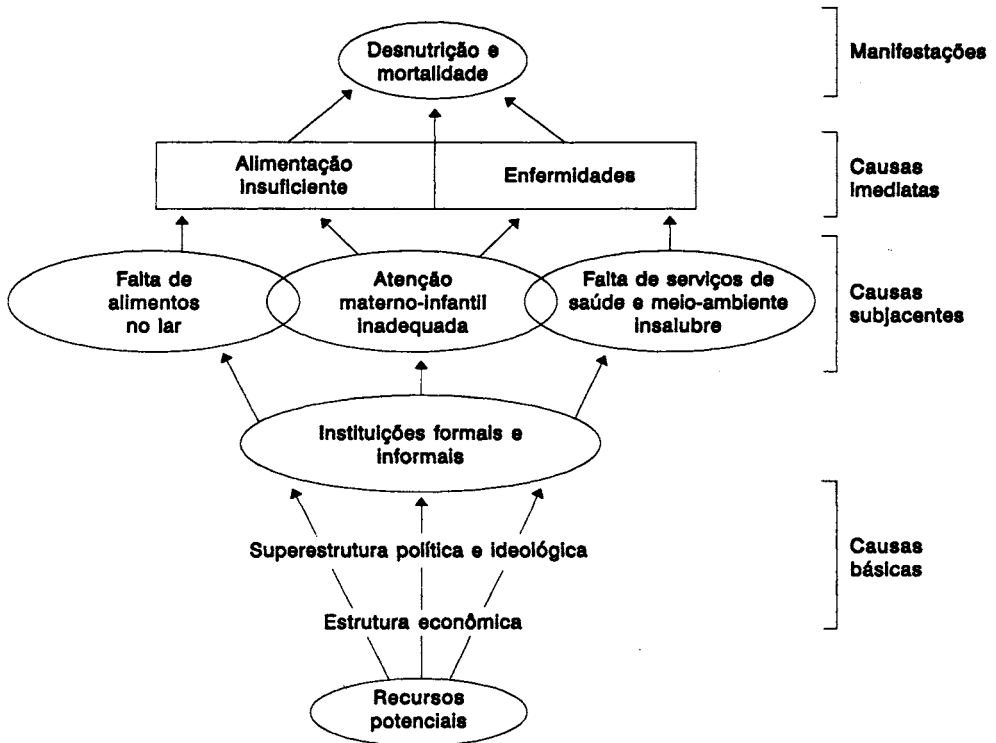 Desnutrição e
mortalidade
Manifestações
Alimentação
insuficiente
Enfermidades
Causas
imediatas
Falta de
alimentos
no lar
Atenção
materno-infantil
inadequada
Falta de serviços de
saúde e meio-ambiente
insalubre
Causas
subjacentes
Instituições formais e
informais
Superestrutura política e ideológica
Estrutura econômica
Causas
básicas
Recursos
potenciais